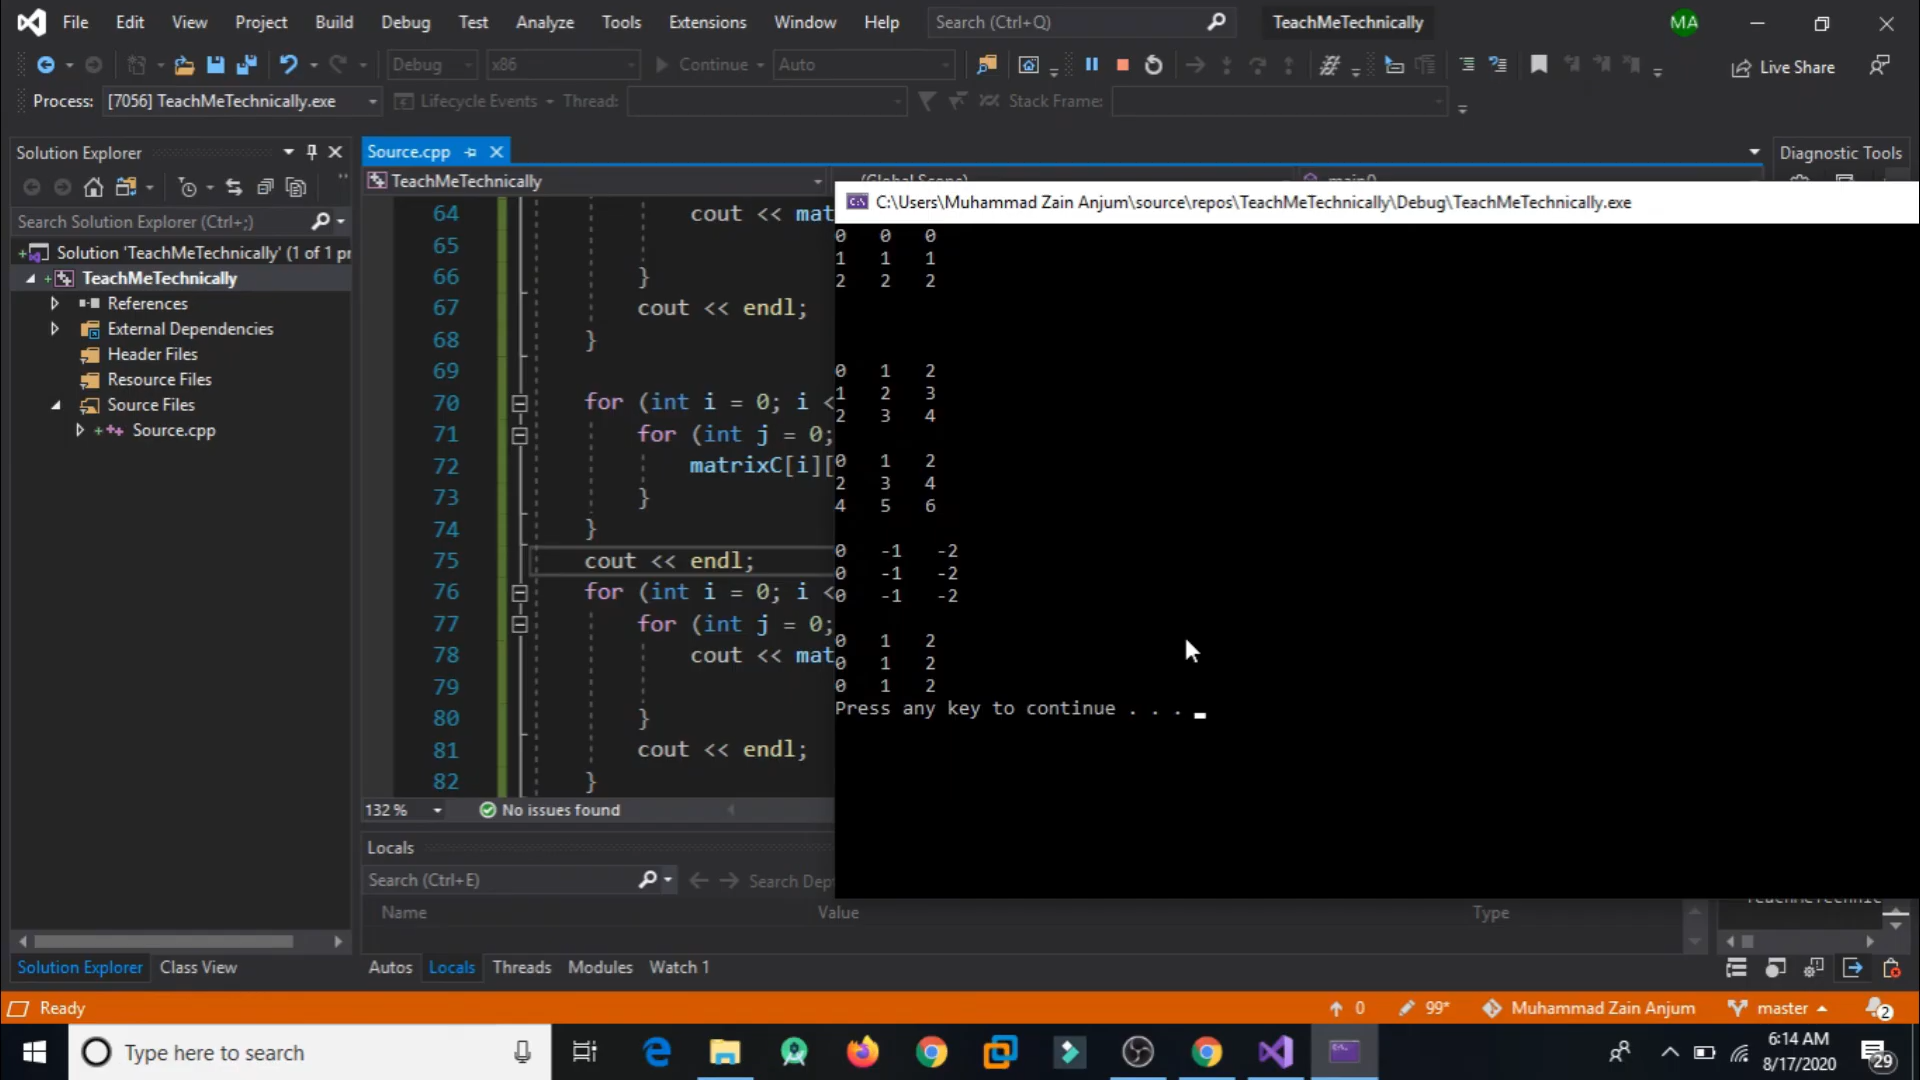 File Edit View Project Build Debug Test Analyze Tools Extensions Window Help Search (Ctrl+Q) TeachMeTechnically MA
Debug x86 Continue Auto Live Share
Process: [7056] TeachMeTechnically.exe Lifecycle Events Thread: Stack Frame:
Solution Explorer
Search Solution Explorer (Ctrl+;)
Solution 'TeachMeTechnically' (1 of 1 pr
TeachMeTechnically
References
External Dependencies
Header Files
Resource Files
Source Files
Source.cpp
Solution Explorer Class View
Source.cpp
TeachMeTechnically
64 cout << mat
65
66 }
67 cout << endl;
68 }
69
70 for (int i = 0; i <
71 for (int j = 0;
72 matrixC[i][
73 }
74 }
75 cout << endl;
76 for (int i = 0; i <
77 for (int j = 0;
78 cout << mat
79
80 }
81 cout << endl;
82 }
132 % No issues found
Diagnostic Tools
C:\Users\Muhammad Zain Anjum\source\repos\TeachMeTechnically\Debug\TeachMeTechnically.exe
0 0 0
1 1 1
2 2 2
0 1 2
1 2 3
2 3 4
0 1 2
2 3 4
4 5 6
0 -1 -2
0 -1 -2
0 -1 -2
0 1 2
0 1 2
0 1 2
Press any key to continue . . .
Locals
Search (Ctrl+E) Search Dep
Name Value Type
Autos Locals Threads Modules Watch 1
Ready 0 99* Muhammad Zain Anjum master 2
Type here to search
6:14 AM
8/17/2020
29